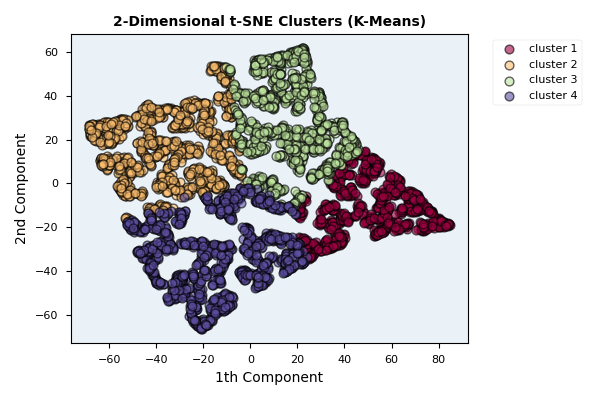 2-Dimensional t-SNE Clusters (K-Means)
cluster 1
cluster 2
cluster 3
cluster 4
2nd Component
60
40
20
0
−20
−40
−60
−60 −40 −20 0 20 40 60 80
1th Component